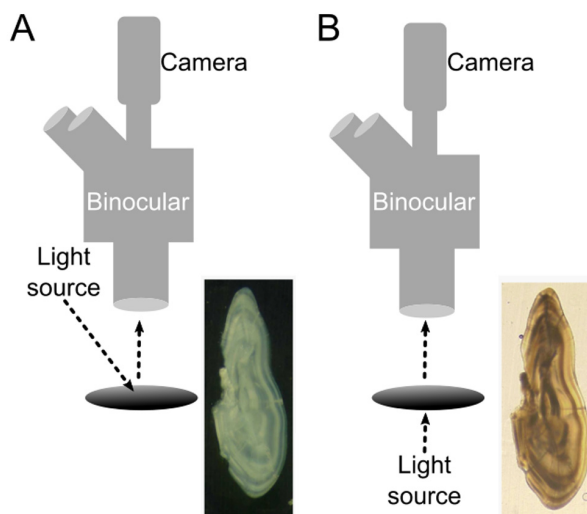 A
Camera
Binocular
Light
source
B
Camera
Binocular
Light
source